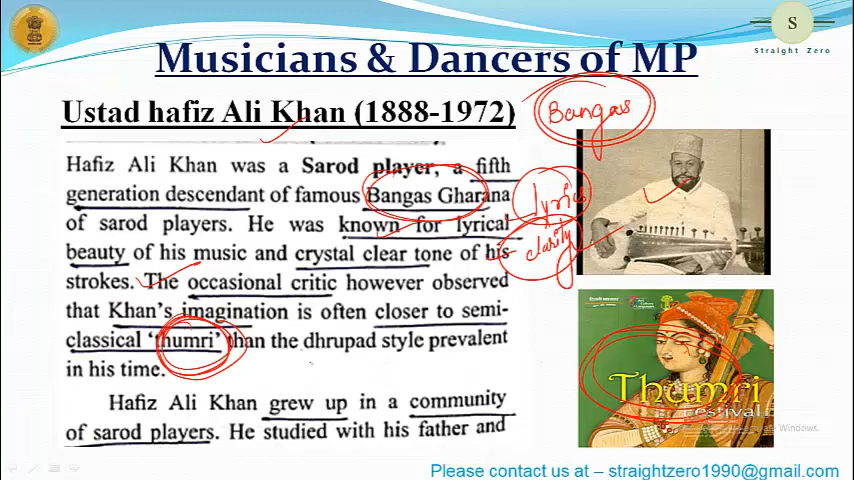 S
Straight Zero
Musicians & Dancers of MP
Ustad hafiz Ali Khan (1888-1972)
Bangas
Hafiz Ali Khan was a Sarod player, a fifth
generation descendant of famous Bangas Gharana
of sarod players. He was known for lyrical
beauty of his music and crystal clear tone of his
strokes. The occasional critic however observed
that Khan's imagination is often closer to semi-
classical 'thumri' than the dhrupad style prevalent
in his time.
Hafiz Ali Khan grew up in a community
of sarod players. He studied with his father and
lyrics
clarity
Thumri
Festival
Please contact us at – straightzero1990@gmail.com